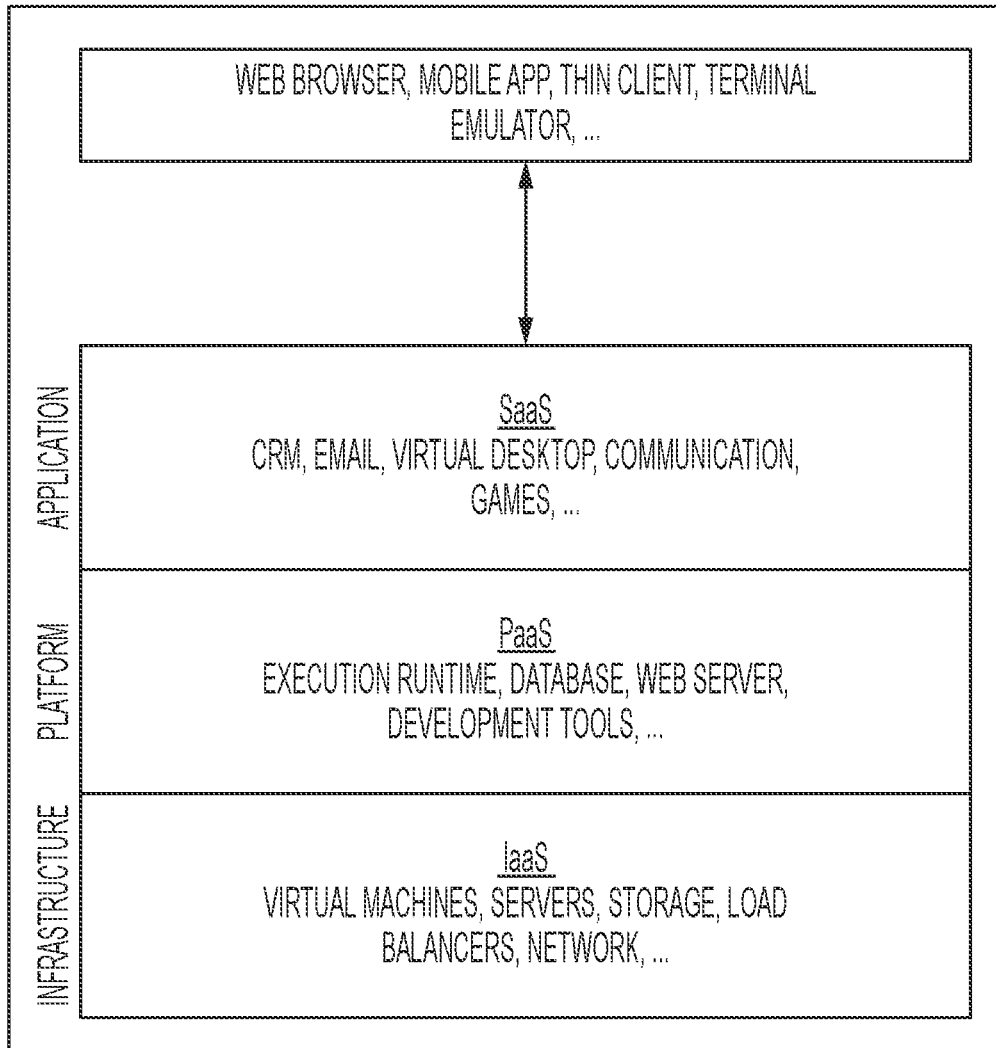 WEB BROWSER, MOBILE APP, THIN CLIENT, TERMINAL
EMULATOR, ...
APPLICATION
SaaS
CRM, EMAIL, VIRTUAL DESKTOP, COMMUNICATION,
GAMES, ...
PLATFORM
PaaS
EXECUTION RUNTIME, DATABASE, WEB SERVER,
DEVELOPMENT TOOLS, ...
INFRASTRUCTURE
IaaS
VIRTUAL MACHINES, SERVERS, STORAGE, LOAD
BALANCERS, NETWORK, ...